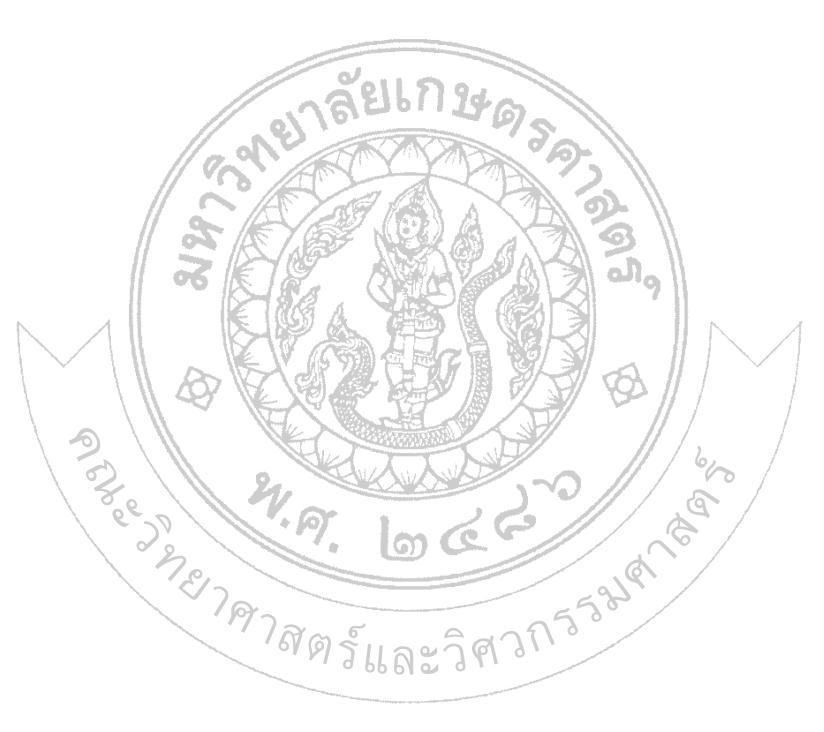 มหาวิทยาลัยเกษตรศาสตร์
พ.ศ. ๒๔๘๖
คณะวิทยาศาสตร์และวิศวกรรมศาสตร์